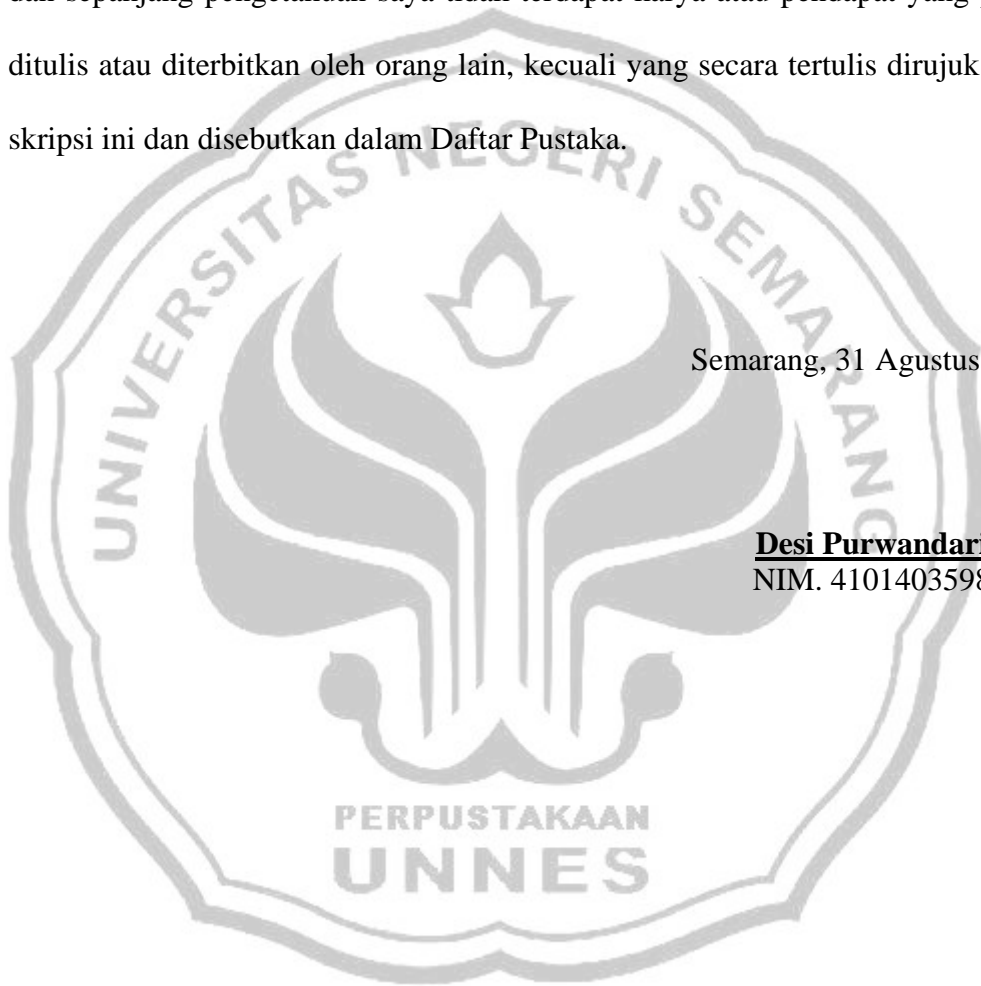 dan sepanjang pengetahuan saya tidak terdapat karya atau pendapat yang
ditulis atau diterbitkan oleh orang lain, kecuali yang secara tertulis dirujuk
skripsi ini dan disebutkan dalam Daftar Pustaka.
UNIVERSITAS NEGERI SEMARANG
Semarang, 31 Agustus
Desi Purwandari
NIM. 4101403598
PERPUSTAKAAN
UNNES